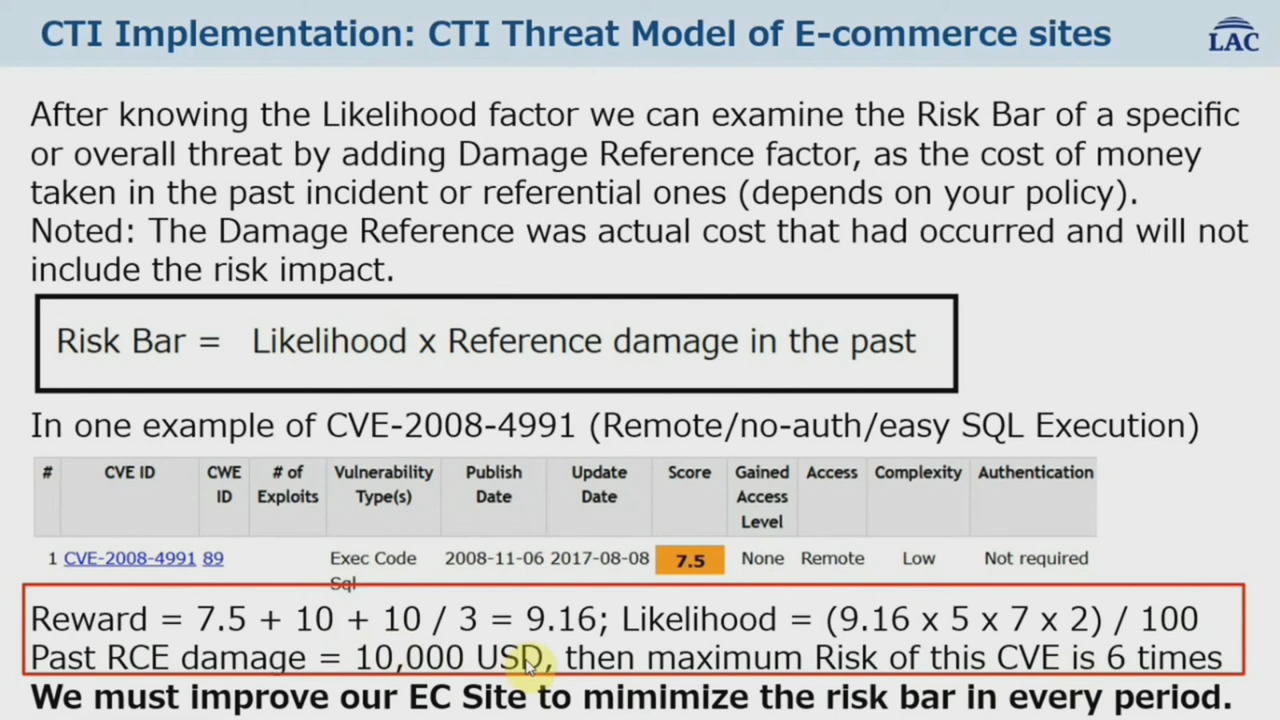 CTI Implementation: CTI Threat Model of E-commerce sites
LAC
After knowing the Likelihood factor we can examine the Risk Bar of a specific
or overall threat by adding Damage Reference factor, as the cost of money
taken in the past incident or referential ones (depends on your policy).
Noted: The Damage Reference was actual cost that had occurred and will not
include the risk impact.
Risk Bar = Likelihood x Reference damage in the past
In one example of CVE-2008-4991 (Remote/no-auth/easy SQL Execution)
# CVE ID CWE ID # of Exploits Vulnerability Type(s) Publish Date Update Date Score Gained Access Level Access Complexity Authentication
1 CVE-2008-4991 89 Exec Code Sql 2008-11-06 2017-08-08 7.5 None Remote Low Not required
Reward = 7.5 + 10 + 10 / 3 = 9.16; Likelihood = (9.16 x 5 x 7 x 2) / 100
Past RCE damage = 10,000 USD, then maximum Risk of this CVE is 6 times
We must improve our EC Site to mimimize the risk bar in every period.